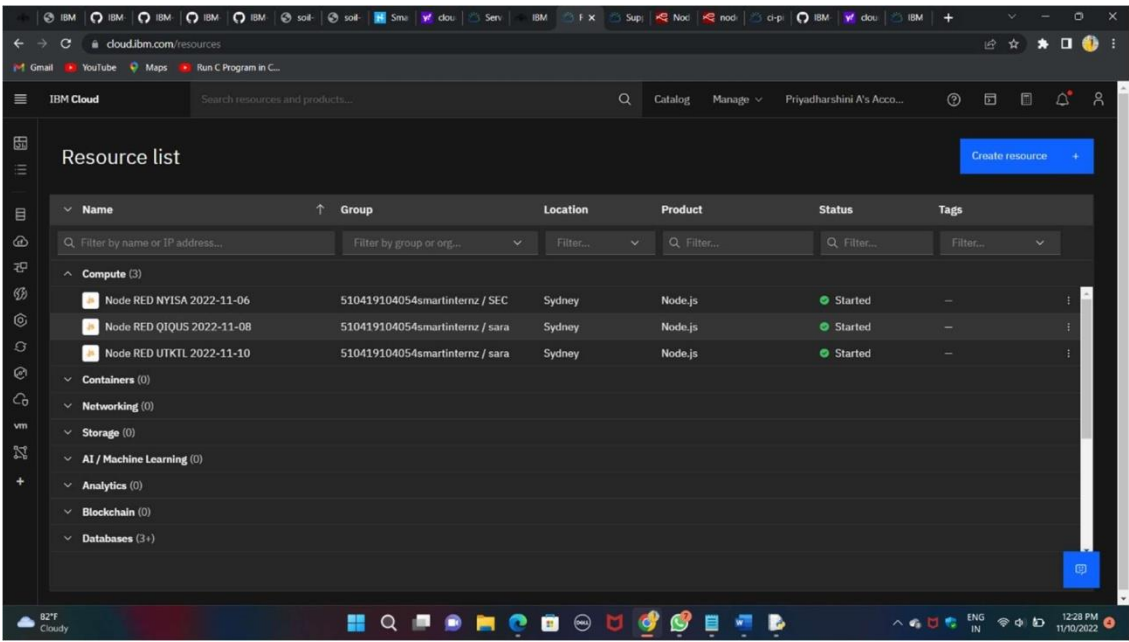 IBM IBM- IBM- IBM IBM- soil- soil- Sma clou Serv IBM F Sup Nod node ci-p IBM- clou IBM
cloud.ibm.com/resources
Gmail YouTube Maps Run C Program in C...
IBM Cloud Search resources and products... Catalog Manage Priyadharshini A's Acco...
Resource list
Create resource +
Name Group Location Product Status Tags
Filter by name or IP address... Filter by group or org... Filter... Filter... Filter... Filter...
Compute (3)
Node RED NYISA 2022-11-06 510419104054smartinternz / SEC Sydney Node.js Started –
Node RED QIQUS 2022-11-08 510419104054smartinternz / sara Sydney Node.js Started –
Node RED UTKTL 2022-11-10 510419104054smartinternz / sara Sydney Node.js Started –
Containers (0)
Networking (0)
vm
Storage (0)
AI / Machine Learning (0)
Analytics (0)
Blockchain (0)
Databases (3+)
82°F
Cloudy
ENG
IN
12:28 PM
11/10/2022
4